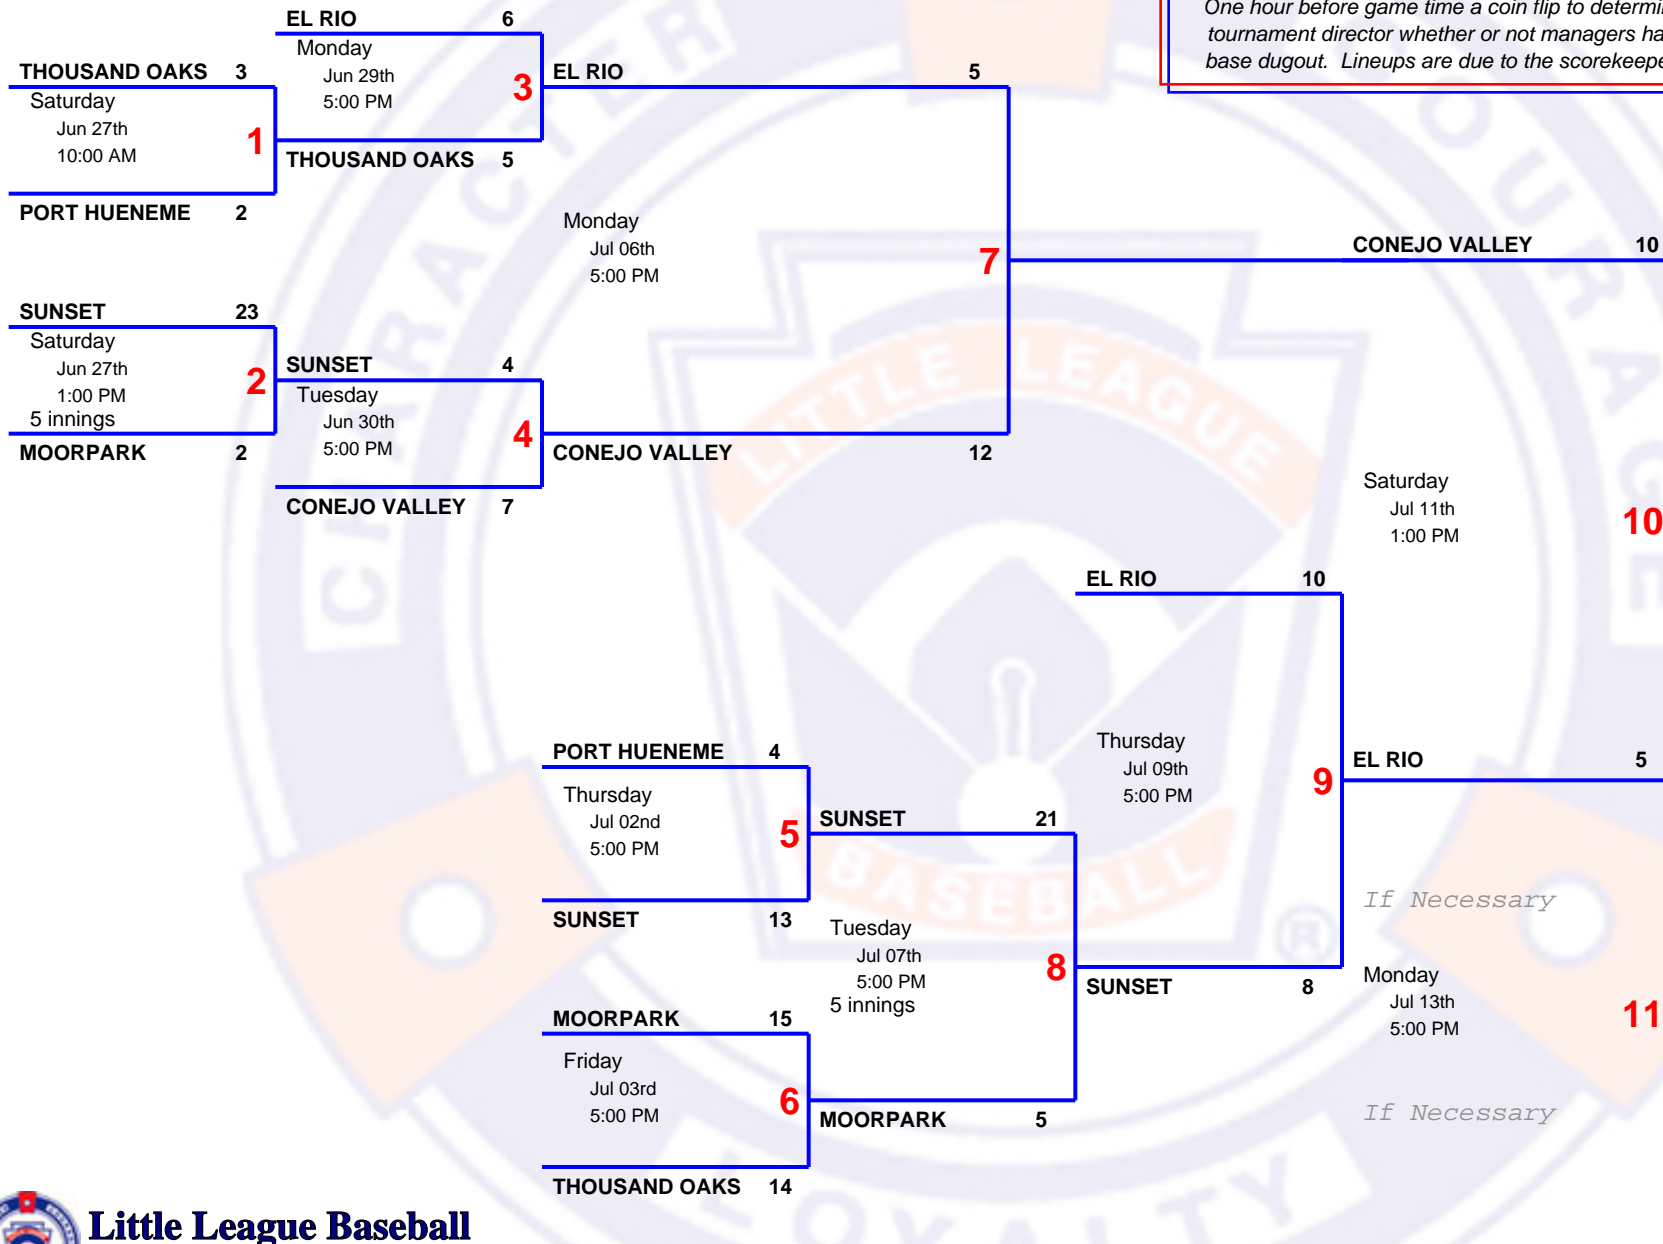 One hour before game time a coin flip to determi
tournament director whether or not managers ha
base dugout. Lineups are due to the scorekeepe
EL RIO 6
Monday
Jun 29th
5:00 PM
3
THOUSAND OAKS 5
THOUSAND OAKS 3
Saturday
Jun 27th
10:00 AM
1
PORT HUENEME 2
EL RIO 5
Monday
Jul 06th
5:00 PM
7
CONEJO VALLEY 12
CONEJO VALLEY 10
SUNSET 23
Saturday
Jun 27th
1:00 PM
5 innings
2
MOORPARK 2
SUNSET 4
Tuesday
Jun 30th
5:00 PM
4
CONEJO VALLEY 7
Saturday
Jul 11th
1:00 PM
10
EL RIO 10
Thursday
Jul 09th
5:00 PM
9
SUNSET 8
EL RIO 5
PORT HUENEME 4
Thursday
Jul 02nd
5:00 PM
5
SUNSET 13
SUNSET 21
Tuesday
Jul 07th
5:00 PM
5 innings
8
MOORPARK 5
MOORPARK 15
Friday
Jul 03rd
5:00 PM
6
THOUSAND OAKS 14
If Necessary
Monday
Jul 13th
5:00 PM
11
If Necessary
CHARACTER
COURAGE
LOYALTY
LITTLE LEAGUE
BASEBALL
®
Little League Baseball